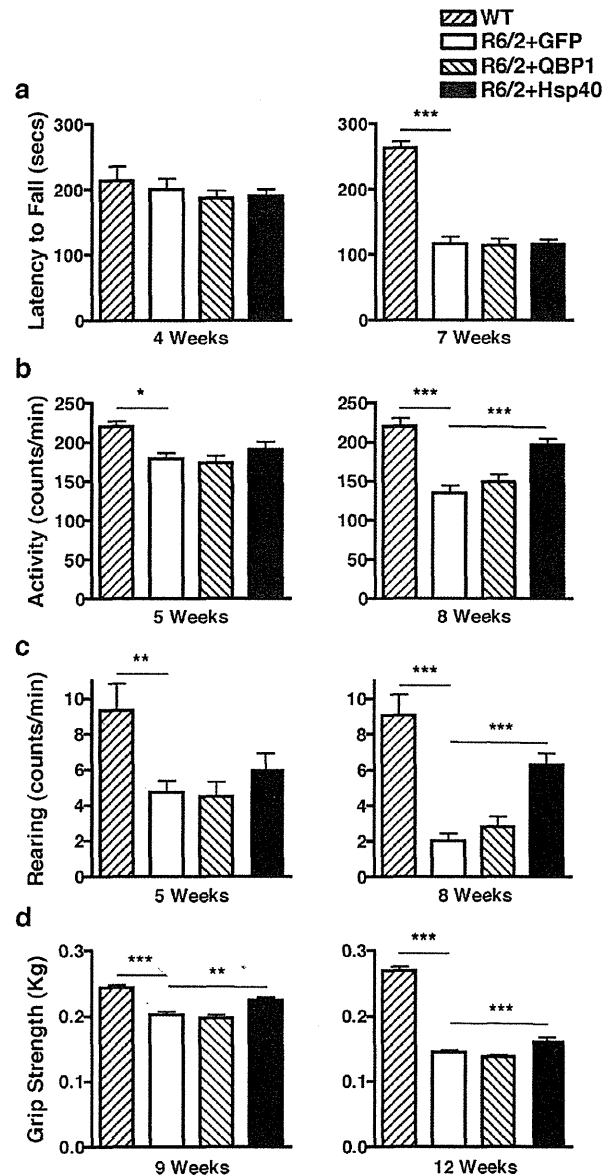 WT
R6/2+GFP
R6/2+QBP1
R6/2+Hsp40
a
Latency to Fall (secs)
300
200
100
0
4 Weeks
***
300
200
100
0
7 Weeks
b
Activity (counts/min)
*
250
200
150
100
50
0
5 Weeks
***
***
250
200
150
100
50
0
8 Weeks
c
Rearing (counts/min)
**
10
8
6
4
2
0
5 Weeks
***
***
10
8
6
4
2
0
8 Weeks
d
Grip Strength (Kg)
***
**
0.3
0.2
0.1
0.0
9 Weeks
***
***
0.3
0.2
0.1
0.0
12 Weeks